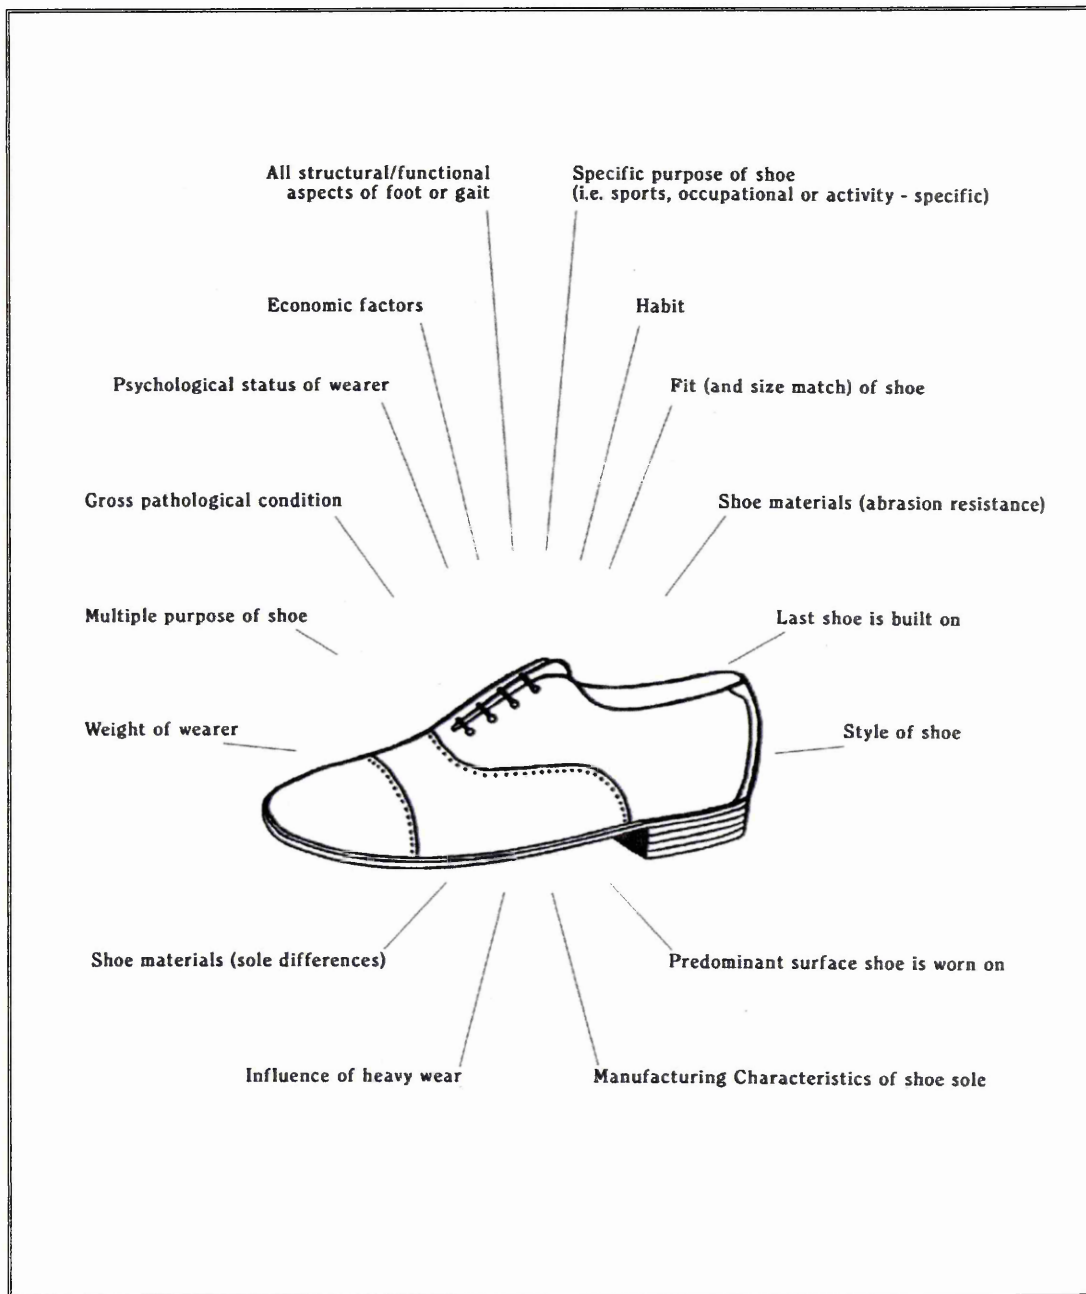 All structural/functional
aspects of foot or gait
Specific purpose of shoe
(i.e. sports, occupational or activity - specific)
Economic factors
Habit
Psychological status of wearer
Fit (and size match) of shoe
Gross pathological condition
Shoe materials (abrasion resistance)
Multiple purpose of shoe
Last shoe is built on
Weight of wearer
Style of shoe
Shoe materials (sole differences)
Predominant surface shoe is worn on
Influence of heavy wear
Manufacturing Characteristics of shoe sole